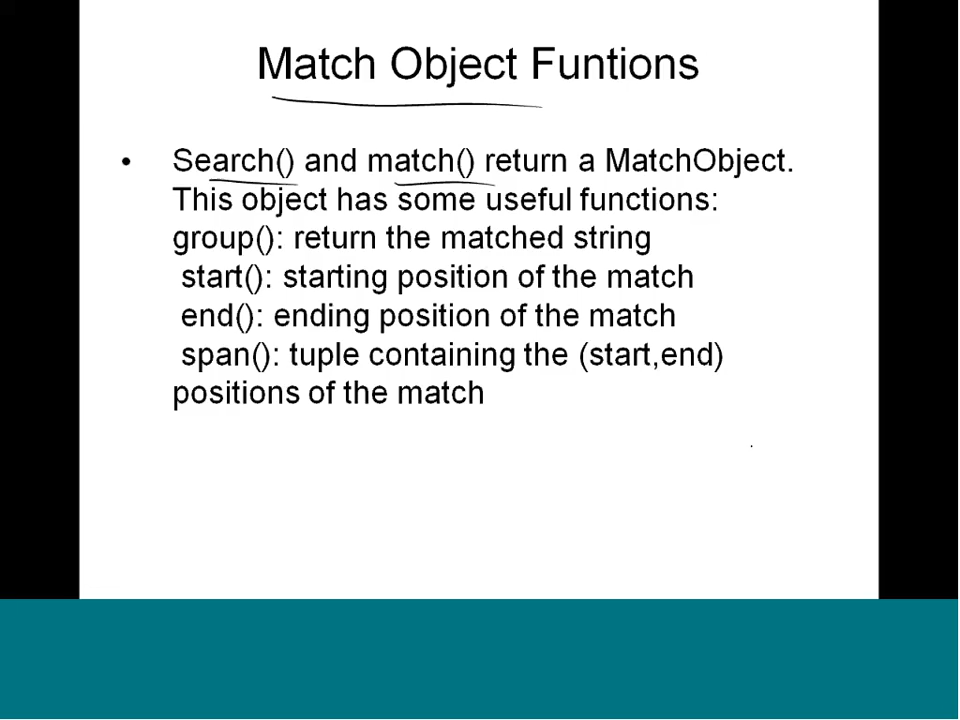 Match Object Funtions
• Search() and match() return a MatchObject.
This object has some useful functions:
group(): return the matched string
start(): starting position of the match
end(): ending position of the match
span(): tuple containing the (start,end)
positions of the match